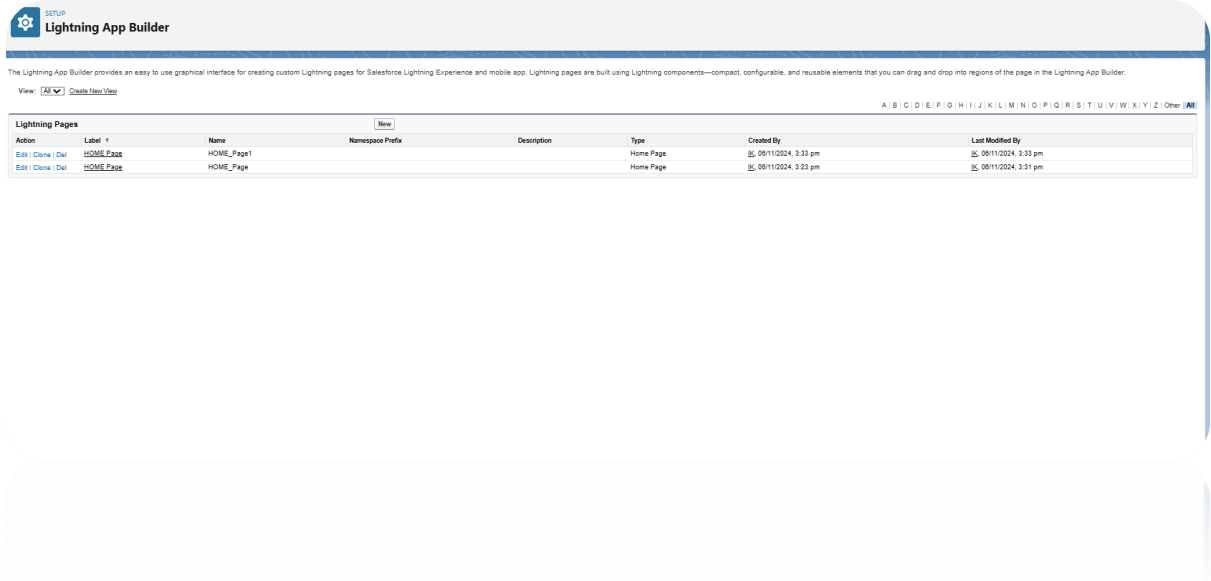 SETUP
Lightning App Builder
The Lightning App Builder provides an easy to use graphical interface for creating custom Lightning pages for Salesforce Lightning Experience and mobile app. Lightning pages are built using Lightning components—compact, configurable, and reusable elements that you can drag and drop into regions of the page in the Lightning App Builder.
View: All Create New View
A | B | C | D | E | F | G | H | I | J | K | L | M | N | O | P | Q | R | S | T | U | V | W | X | Y | Z | Other All
Lightning Pages New
Action Label ↑ Name Namespace Prefix Description Type Created By Last Modified By
Edit | Clone | Del HOME Page HOME_Page1 Home Page IK, 06/11/2024, 3:33 pm IK, 06/11/2024, 3:33 pm
Edit | Clone | Del HOME Page HOME_Page Home Page IK, 06/11/2024, 3:23 pm IK, 06/11/2024, 3:31 pm